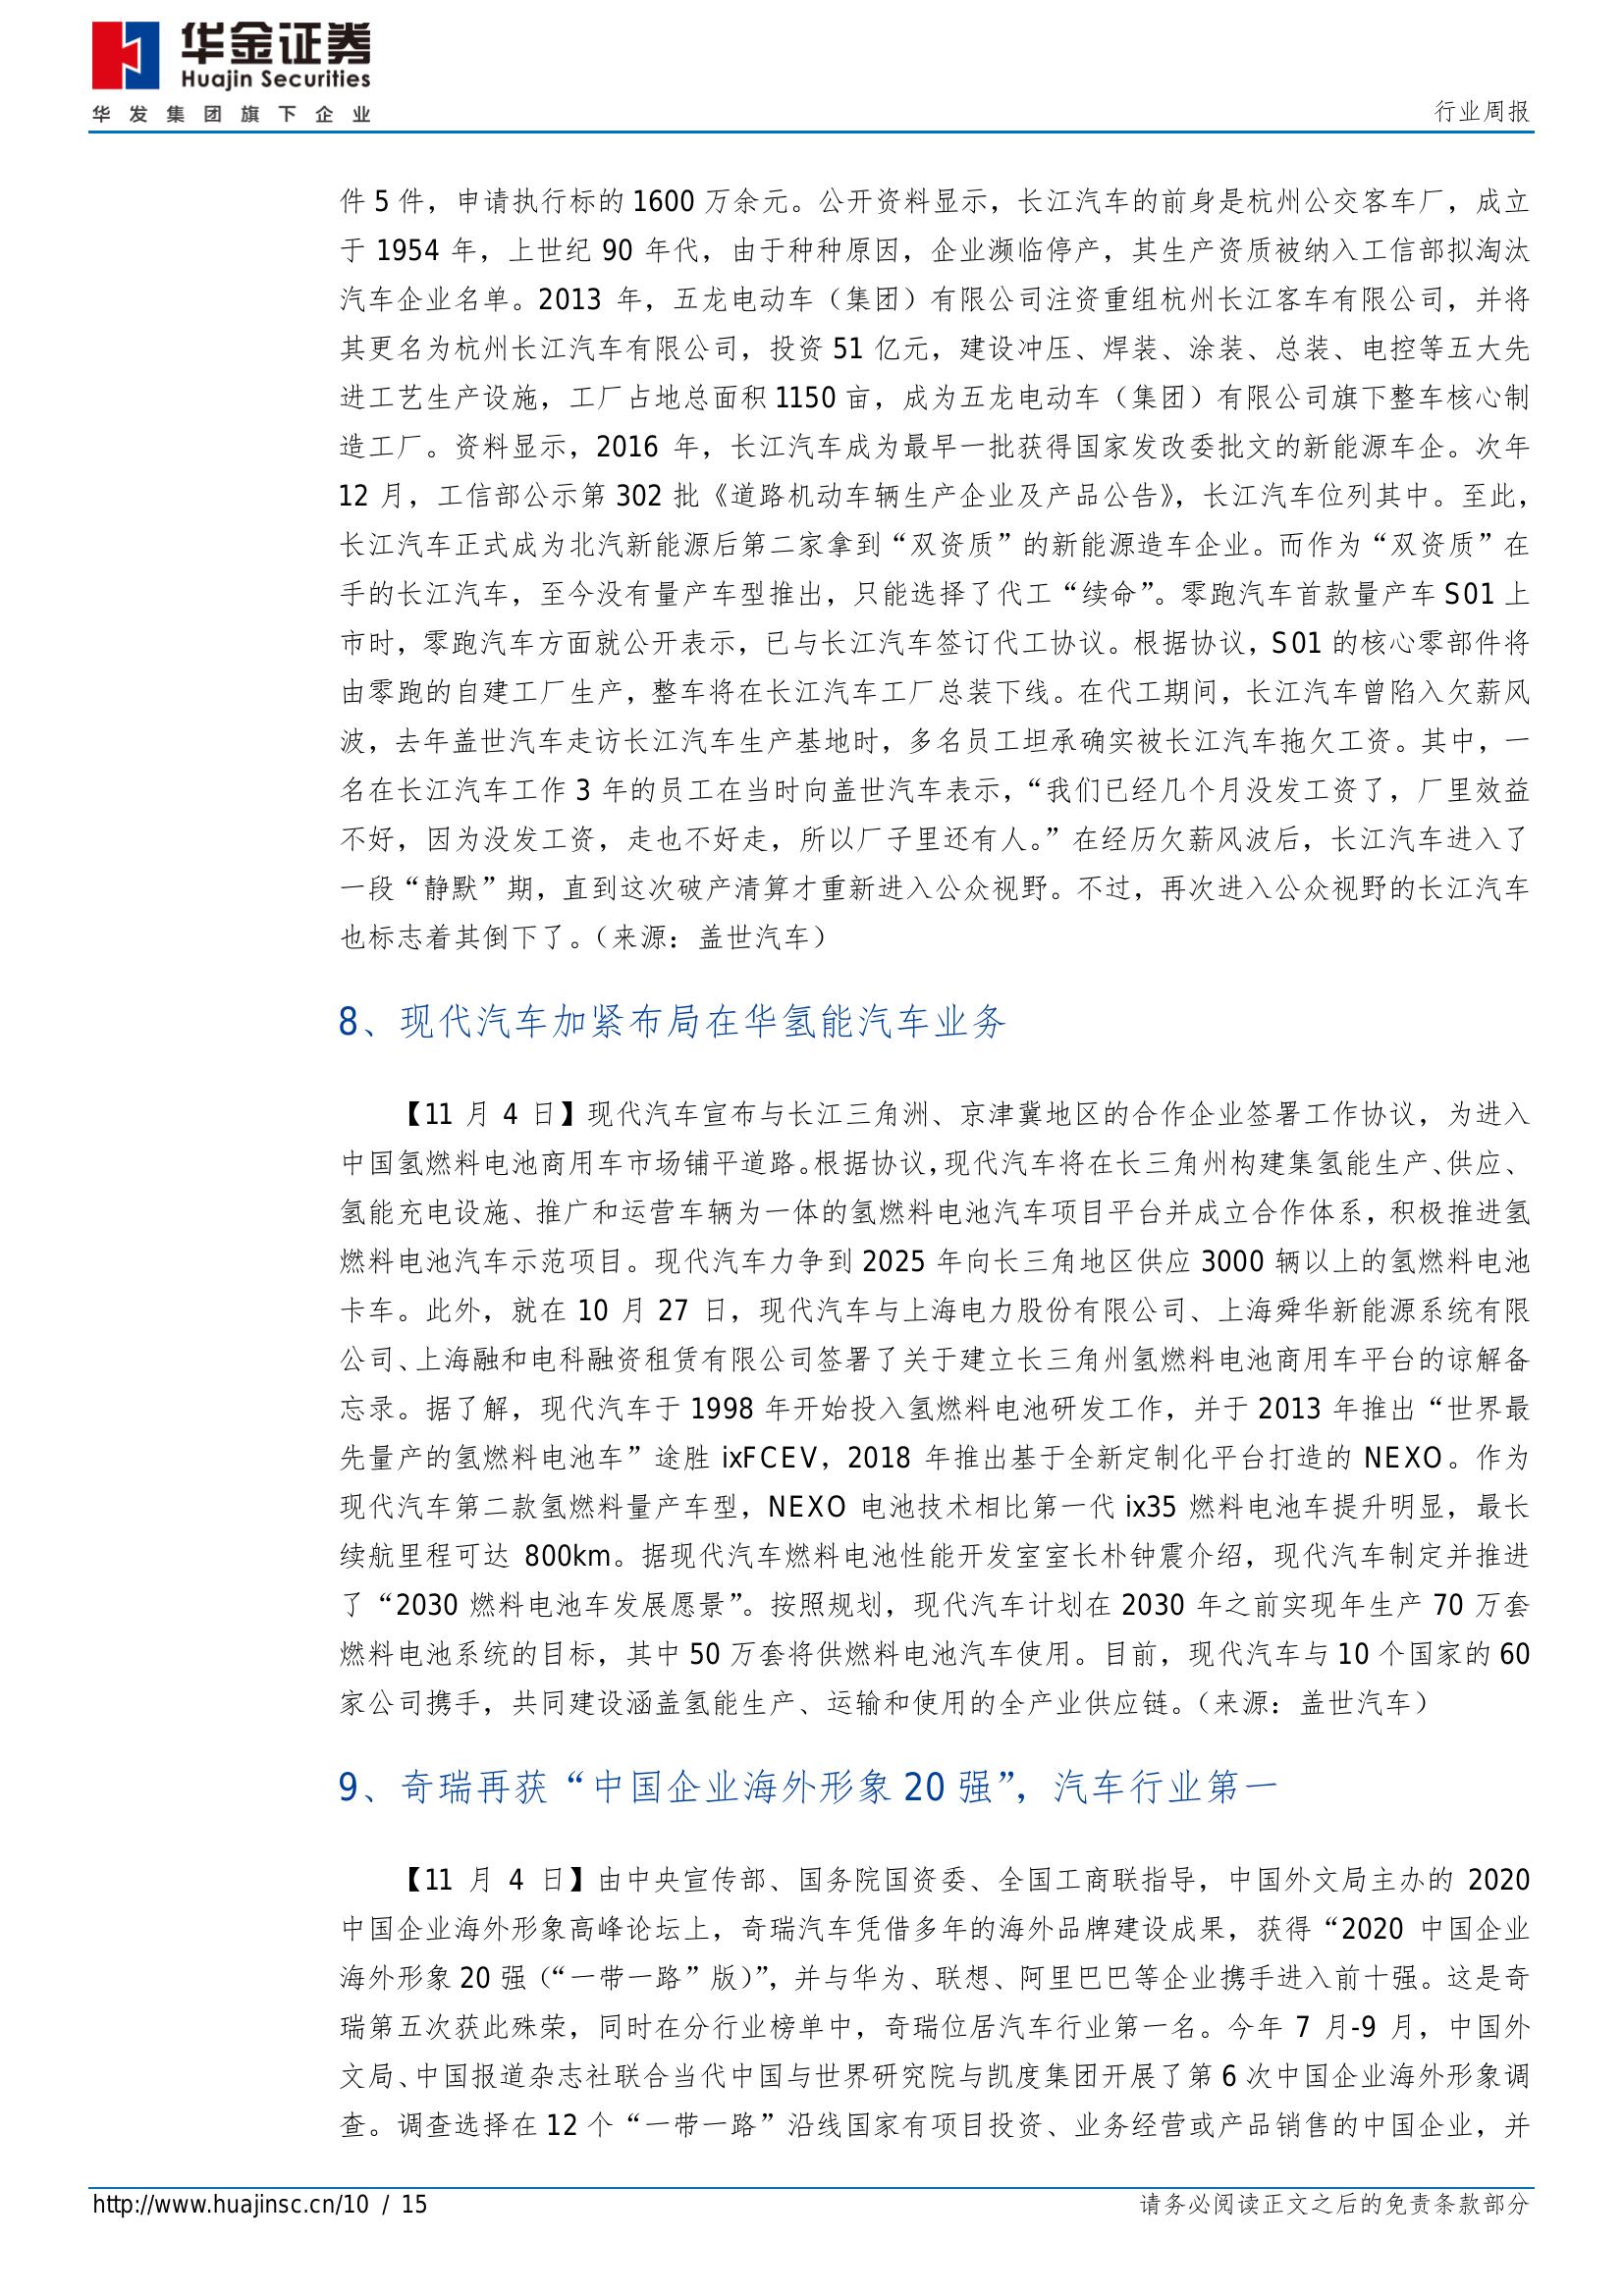 华金证券
Huajin Securities
华发集团旗下企业
行业周报
件 5 件，申请执行标的 1600 万余元。公开资料显示，长江汽车的前身是杭州公交客车厂，成立
于 1954 年，上世纪 90 年代，由于种种原因，企业濒临停产，其生产资质被纳入工信部拟淘汰
汽车企业名单。2013 年，五龙电动车（集团）有限公司注资重组杭州长江客车有限公司，并将
其更名为杭州长江汽车有限公司，投资 51 亿元，建设冲压、焊装、涂装、总装、电控等五大先
进工艺生产设施，工厂占地总面积 1150 亩，成为五龙电动车（集团）有限公司旗下整车核心制
造工厂。资料显示，2016 年，长江汽车成为最早一批获得国家发改委批文的新能源车企。次年
12 月，工信部公示第 302 批《道路机动车辆生产企业及产品公告》，长江汽车位列其中。至此，
长江汽车正式成为北汽新能源后第二家拿到“双资质”的新能源造车企业。而作为“双资质”在
手的长江汽车，至今没有量产车型推出，只能选择了代工“续命”。零跑汽车首款量产车 S01 上
市时，零跑汽车方面就公开表示，已与长江汽车签订代工协议。根据协议，S01 的核心零部件将
由零跑的自建工厂生产，整车将在长江汽车工厂总装下线。在代工期间，长江汽车曾陷入欠薪风
波，去年盖世汽车走访长江汽车生产基地时，多名员工坦承确实被长江汽车拖欠工资。其中，一
名在长江汽车工作 3 年的员工在当时向盖世汽车表示，“我们已经几个月没发工资了，厂里效益
不好，因为没发工资，走也不好走，所以厂子里还有人。”在经历欠薪风波后，长江汽车进入了
一段“静默”期，直到这次破产清算才重新进入公众视野。不过，再次进入公众视野的长江汽车
也标志着其倒下了。（来源：盖世汽车）
8、现代汽车加紧布局在华氢能汽车业务
【11 月 4 日】现代汽车宣布与长江三角洲、京津冀地区的合作企业签署工作协议，为进入
中国氢燃料电池商用车市场铺平道路。根据协议，现代汽车将在长三角州构建集氢能生产、供应、
氢能充电设施、推广和运营车辆为一体的氢燃料电池汽车项目平台并成立合作体系，积极推进氢
燃料电池汽车示范项目。现代汽车力争到 2025 年向长三角地区供应 3000 辆以上的氢燃料电池
卡车。此外，就在 10 月 27 日，现代汽车与上海电力股份有限公司、上海舜华新能源系统有限
公司、上海融和电科融资租赁有限公司签署了关于建立长三角州氢燃料电池商用车平台的谅解备
忘录。据了解，现代汽车于 1998 年开始投入氢燃料电池研发工作，并于 2013 年推出“世界最
先量产的氢燃料电池车”途胜 ixFCEV，2018 年推出基于全新定制化平台打造的 NEXO。作为
现代汽车第二款氢燃料量产车型，NEXO 电池技术相比第一代 ix35 燃料电池车提升明显，最长
续航里程可达 800km。据现代汽车燃料电池性能开发室室长朴钟震介绍，现代汽车制定并推进
了“2030 燃料电池车发展愿景”。按照规划，现代汽车计划在 2030 年之前实现年生产 70 万套
燃料电池系统的目标，其中 50 万套将供燃料电池汽车使用。目前，现代汽车与 10 个国家的 60
家公司携手，共同建设涵盖氢能生产、运输和使用的全产业供应链。（来源：盖世汽车）
9、奇瑞再获“中国企业海外形象 20 强”，汽车行业第一
【11 月 4 日】由中央宣传部、国务院国资委、全国工商联指导，中国外文局主办的 2020
中国企业海外形象高峰论坛上，奇瑞汽车凭借多年的海外品牌建设成果，获得“2020 中国企业
海外形象 20 强（“一带一路”版）”，并与华为、联想、阿里巴巴等企业携手进入前十强。这是奇
瑞第五次获此殊荣，同时在分行业榜单中，奇瑞位居汽车行业第一名。今年 7 月-9 月，中国外
文局、中国报道杂志社联合当代中国与世界研究院与凯度集团开展了第 6 次中国企业海外形象调
查。调查选择在 12 个“一带一路”沿线国家有项目投资、业务经营或产品销售的中国企业，并
http://www.huajinsc.cn/10 / 15
请务必阅读正文之后的免责条款部分